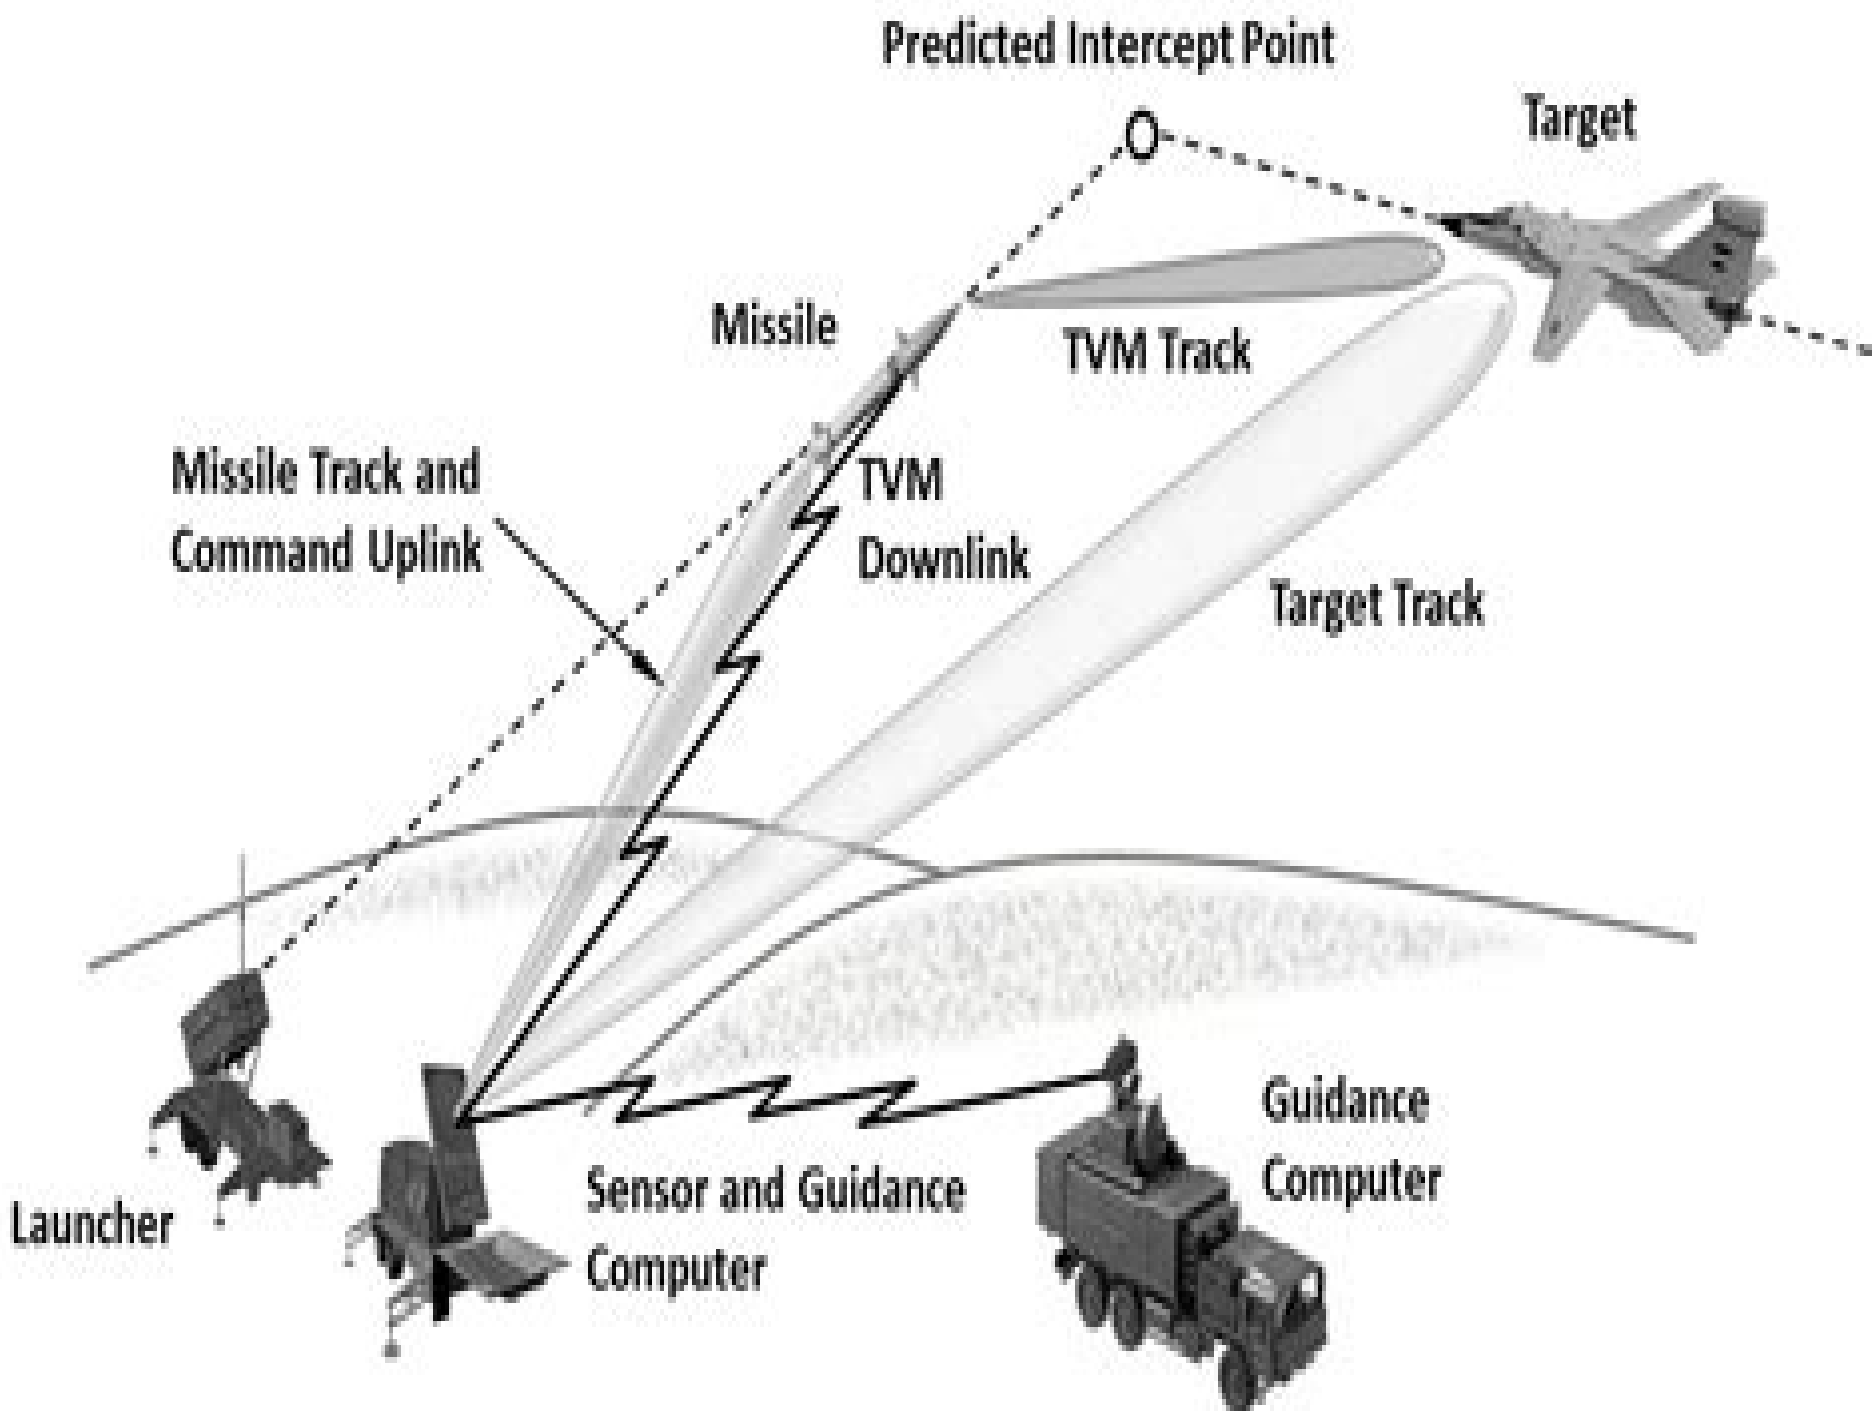 Predicted Intercept Point
Target
Missile
TVM Track
Missile Track and
Command Uplink
TVM
Downlink
Target Track
Guidance
Computer
Sensor and Guidance
Computer
Launcher